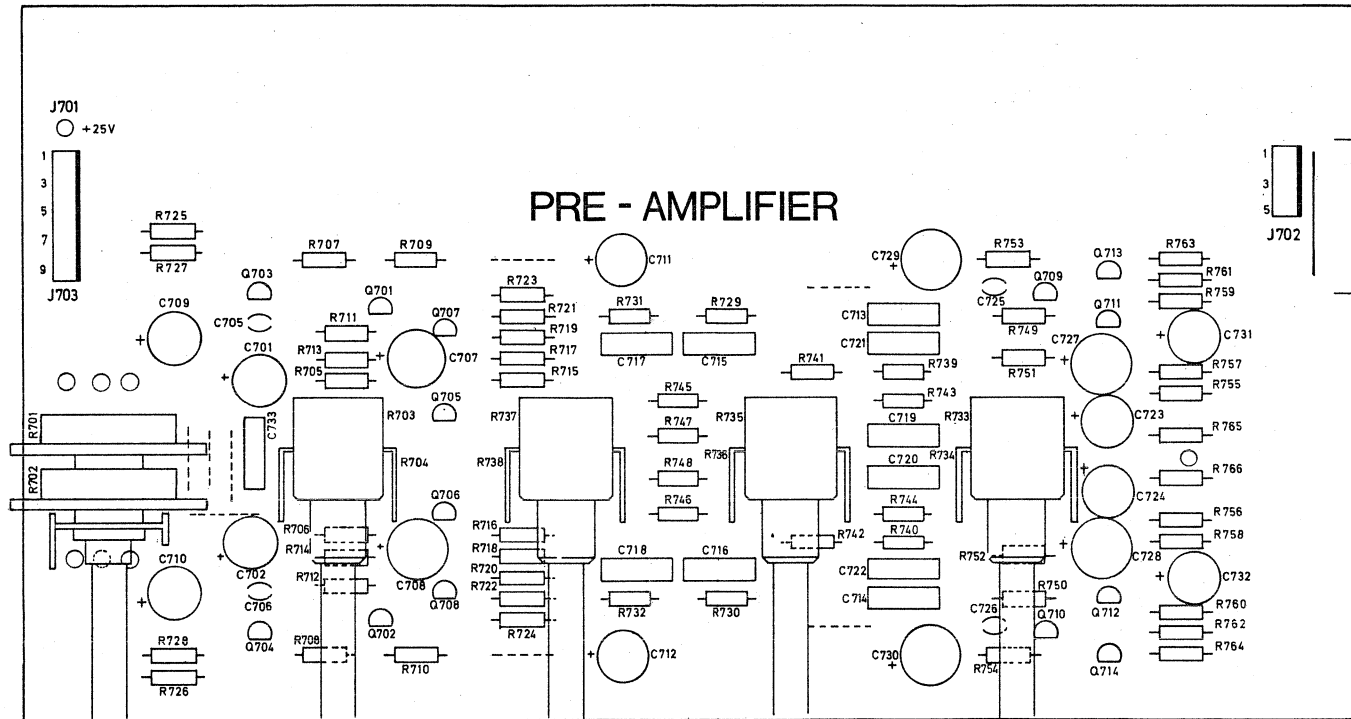 J701
+25V
1
3
5
7
9
J703
PRE - AMPLIFIER
1
3
5
J702
R725
R727
R707
R709
+
C711
C729
+
R753
Q713
R763
R761
R759
Q703
Q701
R723
R721
R719
R717
R715
R731
R729
C713
C721
C725
Q709
Q711
R749
C709
+
C705
R711
Q707
C701
+
R713
R705
+
C707
C717
C715
R741
R739
R743
R751
C727
+
+
C731
R757
R755
R701
R702
C733
R703
R704
Q705
R737
R738
R745
R747
R748
R746
R735
R736
C719
C720
R733
R734
+
C723
R765
R766
+
C724
Q706
R706
R714
R712
+
C702
+
C706
C708
+
C710
R716
R718
R720
R722
R724
C718
C716
R742
R744
R740
C722
C714
R752
R750
+
C728
R756
R758
+
C732
Q708
Q702
Q704
R732
R730
C726
Q710
Q712
R760
R762
R764
R728
R726
R708
R710
+
C712
C730
+
R754
Q714